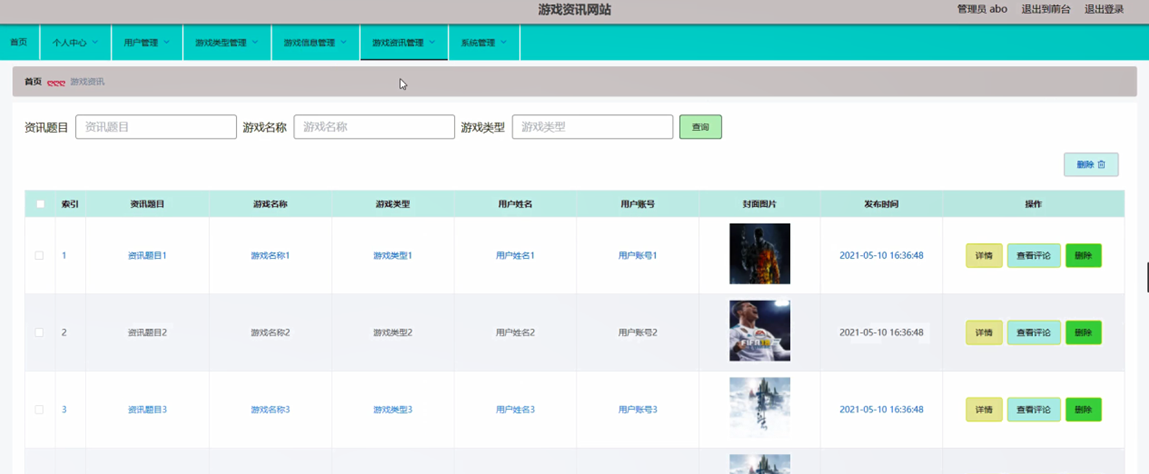 游戏资讯网站
管理员 abo 退出到前台 退出登录
首页 个人中心 用户管理 游戏类型管理 游戏信息管理 游戏资讯管理 系统管理
首页 游戏资讯
资讯题目 资讯题目 游戏名称 游戏名称 游戏类型 游戏类型 查询
删除
索引 资讯题目 游戏名称 游戏类型 用户姓名 用户账号 封面图片 发布时间 操作
1 资讯题目1 游戏名称1 游戏类型1 用户姓名1 用户账号1 2021-05-10 16:36:48 详情 查看评论 删除
2 资讯题目2 游戏名称2 游戏类型2 用户姓名2 用户账号2 2021-05-10 16:36:48 详情 查看评论 删除
3 资讯题目3 游戏名称3 游戏类型3 用户姓名3 用户账号3 2021-05-10 16:36:48 详情 查看评论 删除